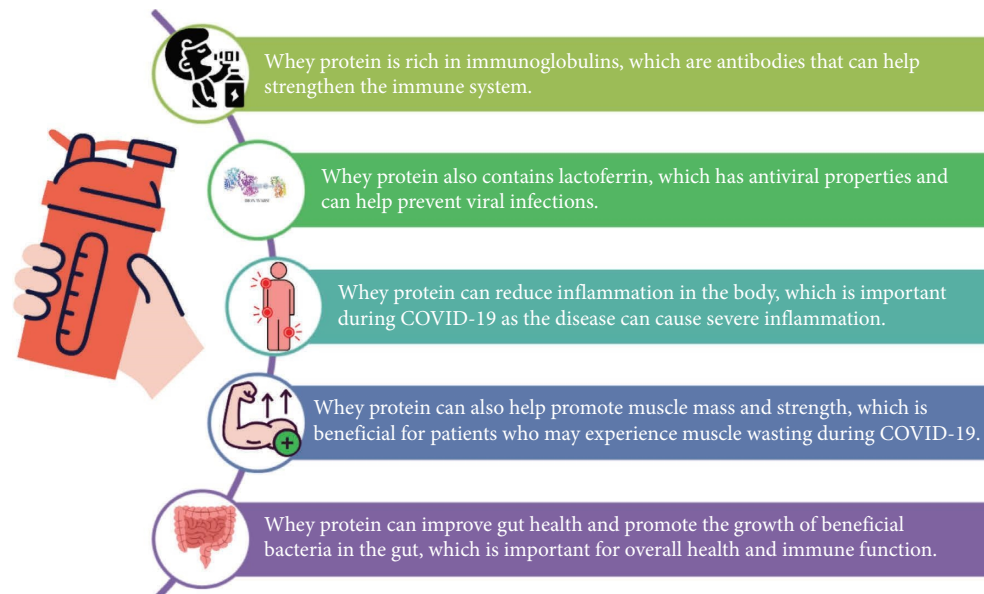 Whey protein is rich in immunoglobulins, which are antibodies that can help
strengthen the immune system.
Whey protein also contains lactoferrin, which has antiviral properties and
can help prevent viral infections.
Whey protein can reduce inflammation in the body, which is important
during COVID-19 as the disease can cause severe inflammation.
Whey protein can also help promote muscle mass and strength, which is
beneficial for patients who may experience muscle wasting during COVID-19.
Whey protein can improve gut health and promote the growth of beneficial
bacteria in the gut, which is important for overall health and immune function.